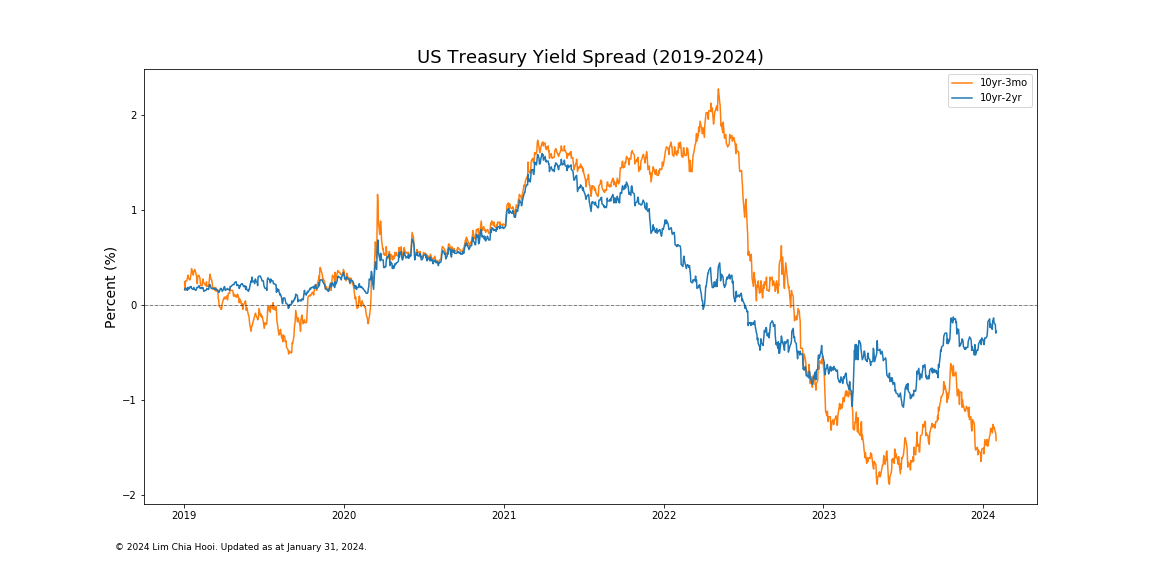 US Treasury Yield Spread (2019-2024)
10yr-3mo
10yr-2yr
Percent (%)
2
1
0
−1
−2
2019 2020 2021 2022 2023 2024
© 2024 Lim Chia Hooi. Updated as at January 31, 2024.